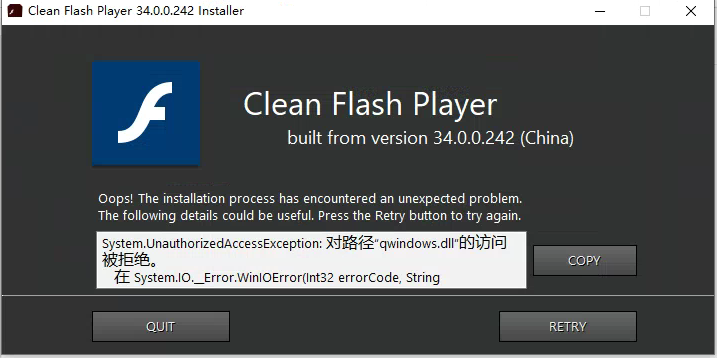 Clean Flash Player 34.0.0.242 Installer
Clean Flash Player
built from version 34.0.0.242 (China)
Oops! The installation process has encountered an unexpected problem.
The following details could be useful. Press the Retry button to try again.
System.UnauthorizedAccessException: 对路径“qwindows.dll”的访问
被拒绝。
在 System.IO.__Error.WinIOError(Int32 errorCode, String
COPY
QUIT
RETRY